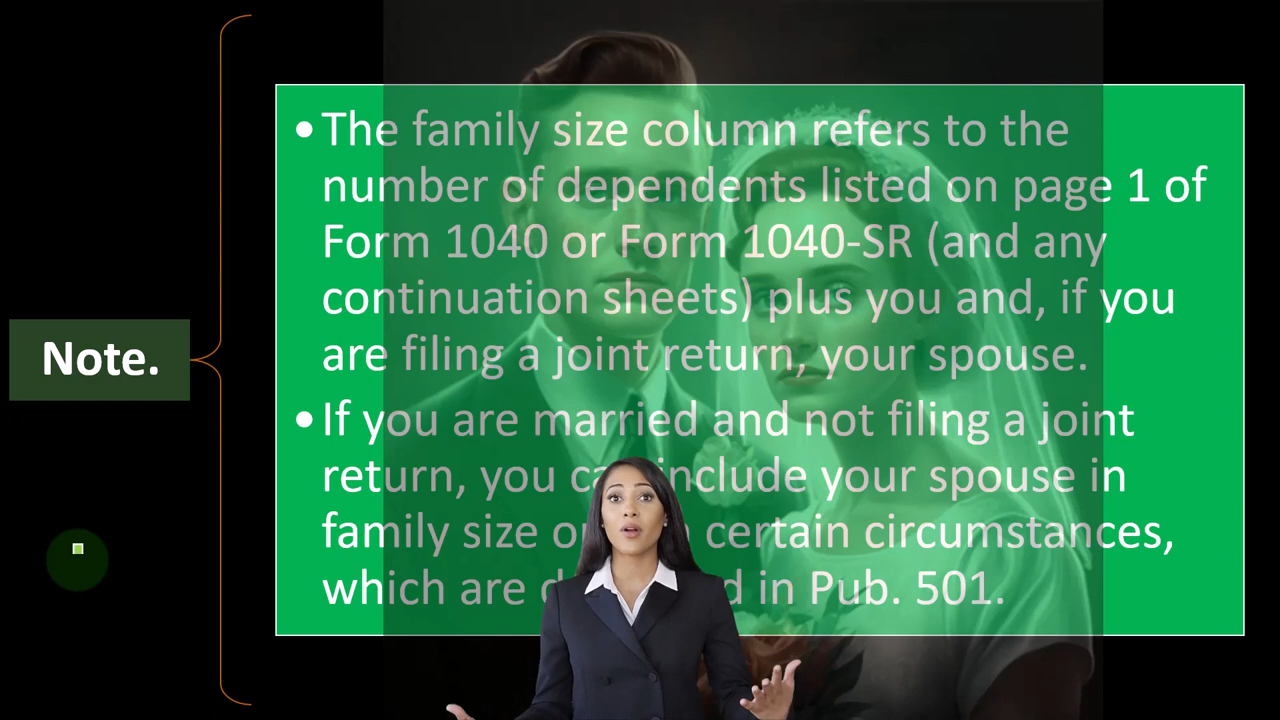 Note.
•The family size column refers to the
number of dependents listed on page 1 of
Form 1040 or Form 1040-SR (and any
continuation sheets) plus you and, if you
are filing a joint return, your spouse.
•If you are married and not filing a joint
return, you can include your spouse in
family size only in certain circumstances,
which are in Pub. 501.